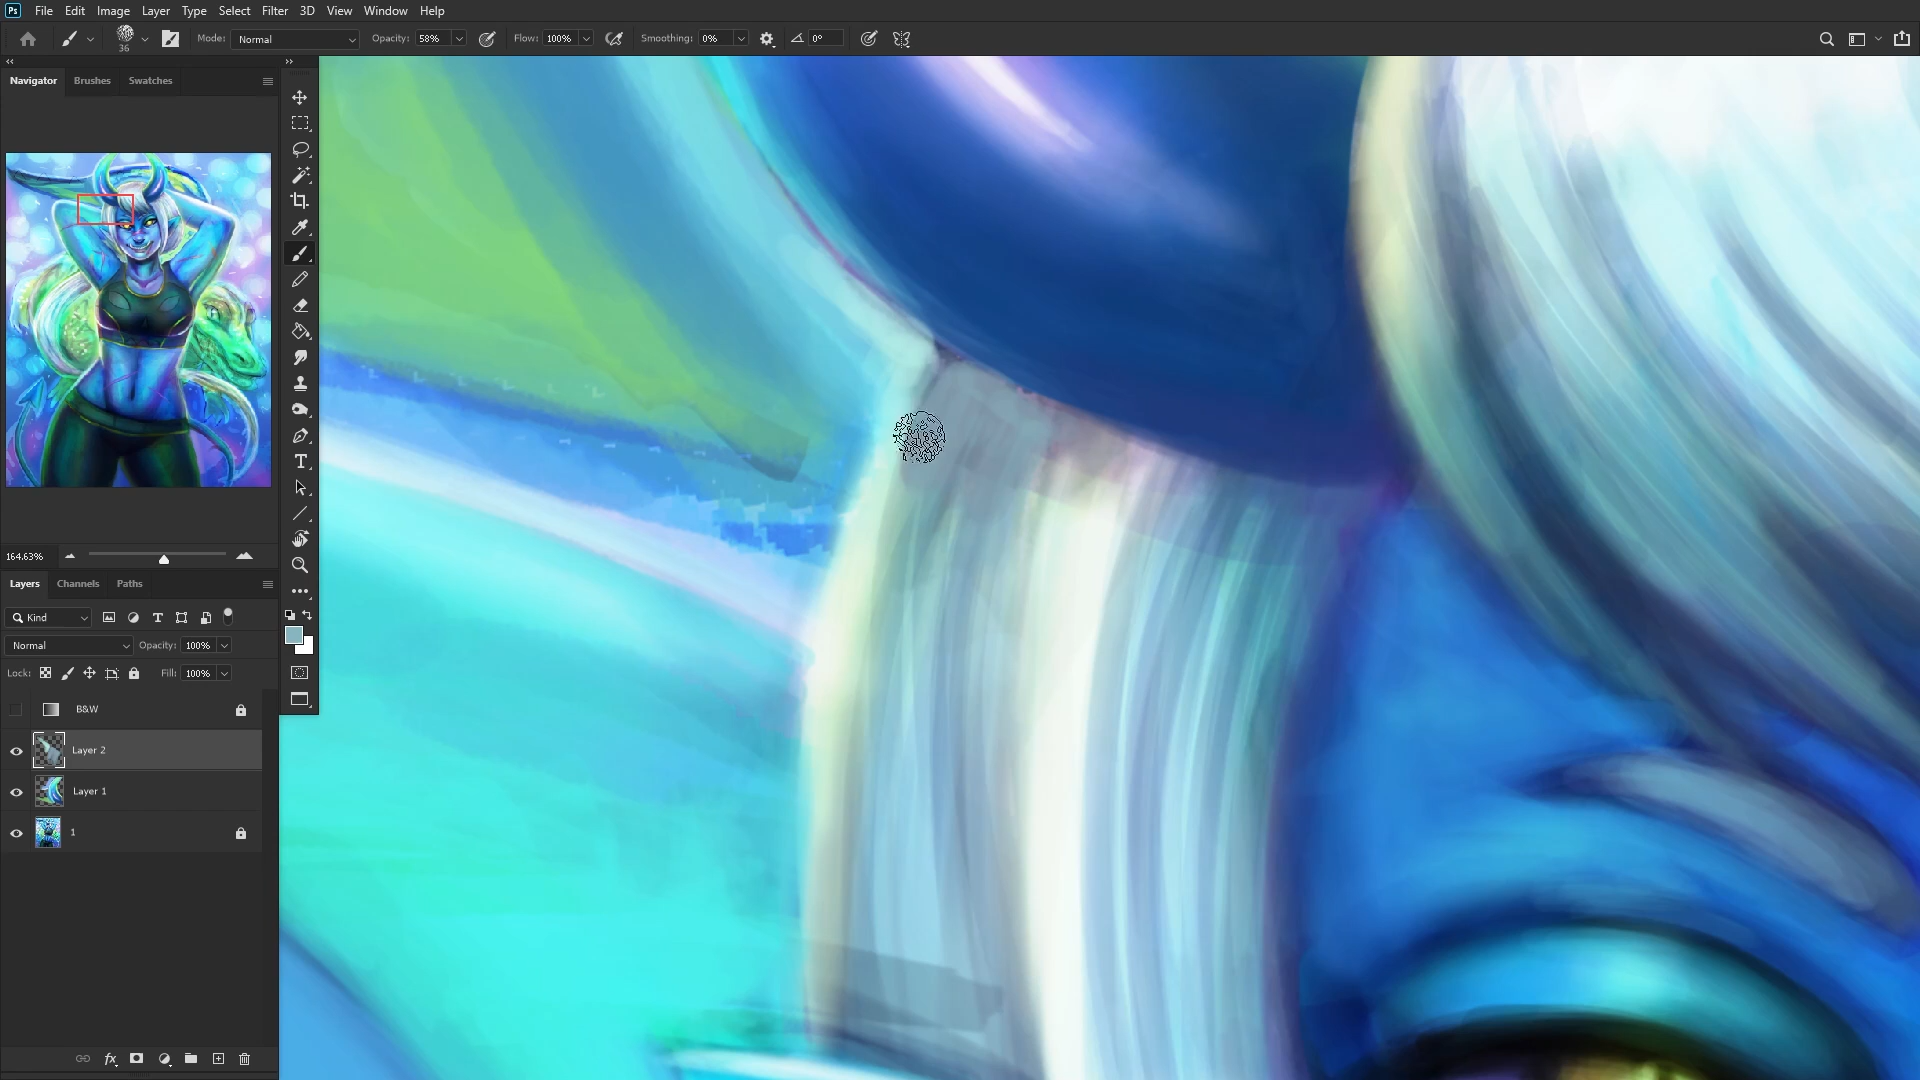 Ps File Edit Image Layer Type Select Filter 3D View Window Help
36 Mode: Normal Opacity: 58% Flow: 100% Smoothing: 0% 0°
Navigator Brushes Swatches
164.63%
Layers Channels Paths
Kind
Normal Opacity: 100%
Lock: Fill: 100%
B&W
Layer 2
Layer 1
1